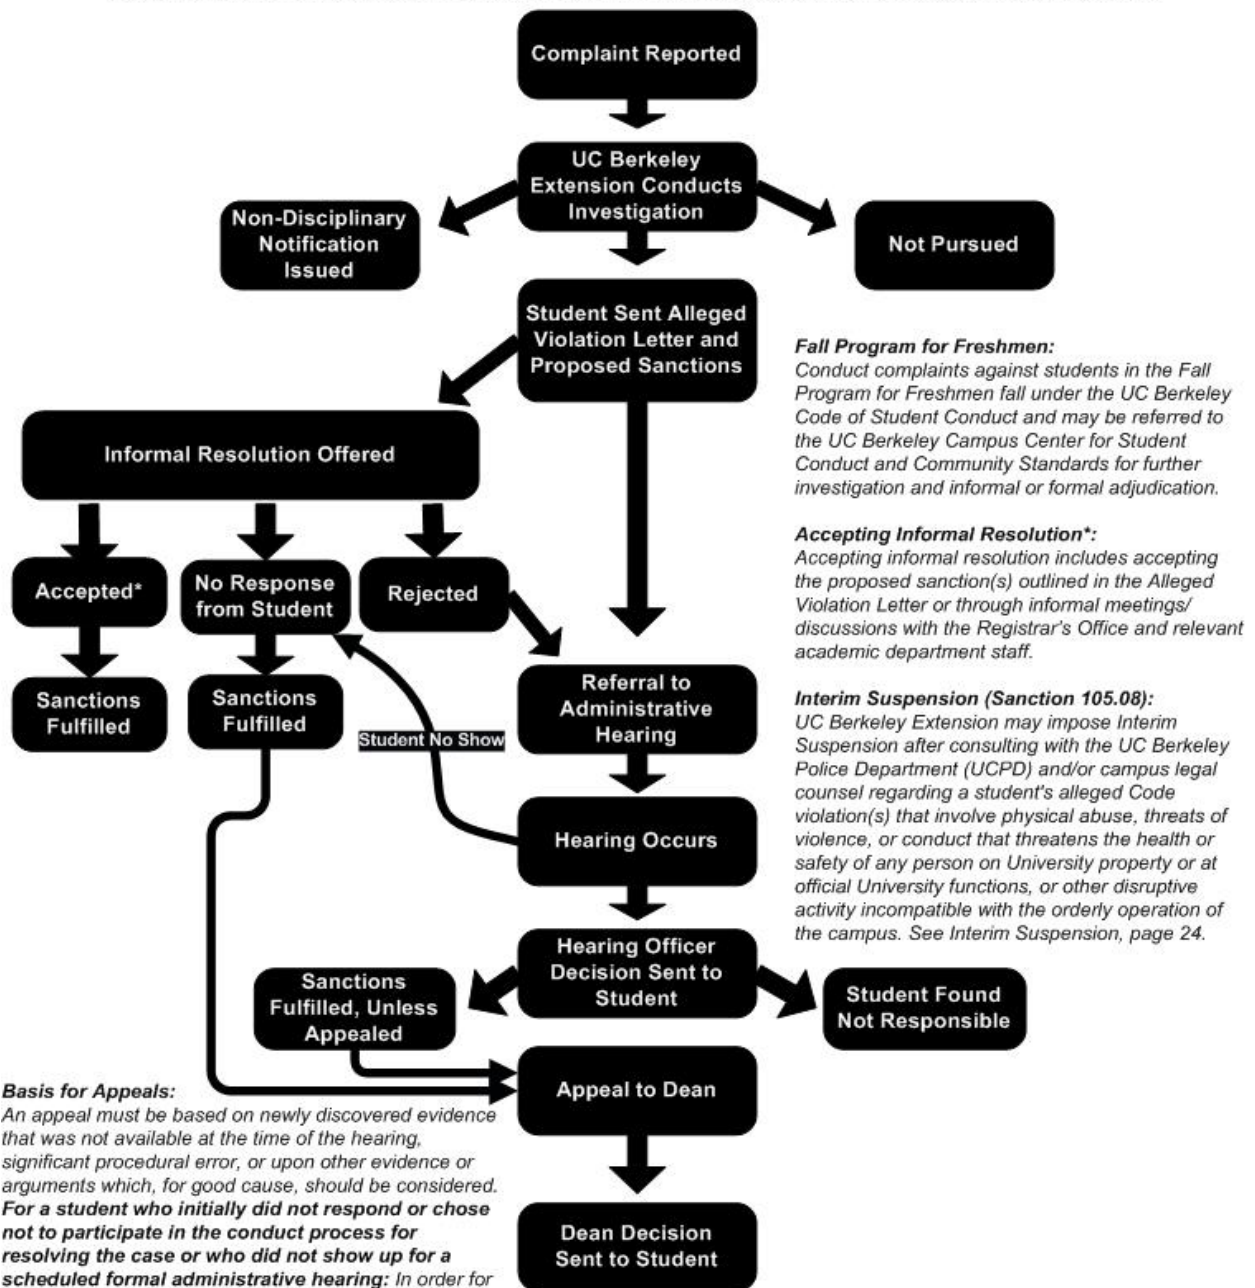 Complaint Reported
UC Berkeley
Extension Conducts
Investigation
Non-Disciplinary
Notification
Issued
Not Pursued
Student Sent Alleged
Violation Letter and
Proposed Sanctions
Informal Resolution Offered
Accepted*
No Response
from Student
Rejected
Sanctions
Fulfilled
Sanctions
Fulfilled
Student No Show
Referral to
Administrative
Hearing
Hearing Occurs
Hearing Officer
Decision Sent to
Student
Sanctions
Fulfilled, Unless
Appealed
Student Found
Not Responsible
Appeal to Dean
Dean Decision
Sent to Student
Fall Program for Freshmen:
Conduct complaints against students in the Fall
Program for Freshmen fall under the UC Berkeley
Code of Student Conduct and may be referred to
the UC Berkeley Campus Center for Student
Conduct and Community Standards for further
investigation and informal or formal adjudication.
Accepting Informal Resolution*:
Accepting informal resolution includes accepting
the proposed sanction(s) outlined in the Alleged
Violation Letter or through informal meetings/
discussions with the Registrar's Office and relevant
academic department staff.
Interim Suspension (Sanction 105.08):
UC Berkeley Extension may impose Interim
Suspension after consulting with the UC Berkeley
Police Department (UCPD) and/or campus legal
counsel regarding a student's alleged Code
violation(s) that involve physical abuse, threats of
violence, or conduct that threatens the health or
safety of any person on University property or at
official University functions, or other disruptive
activity incompatible with the orderly operation of
the campus. See Interim Suspension, page 24.
Basis for Appeals:
An appeal must be based on newly discovered evidence
that was not available at the time of the hearing,
significant procedural error, or upon other evidence or
arguments which, for good cause, should be considered.
For a student who initially did not respond or chose
not to participate in the conduct process for
resolving the case or who did not show up for a
scheduled formal administrative hearing: In order for